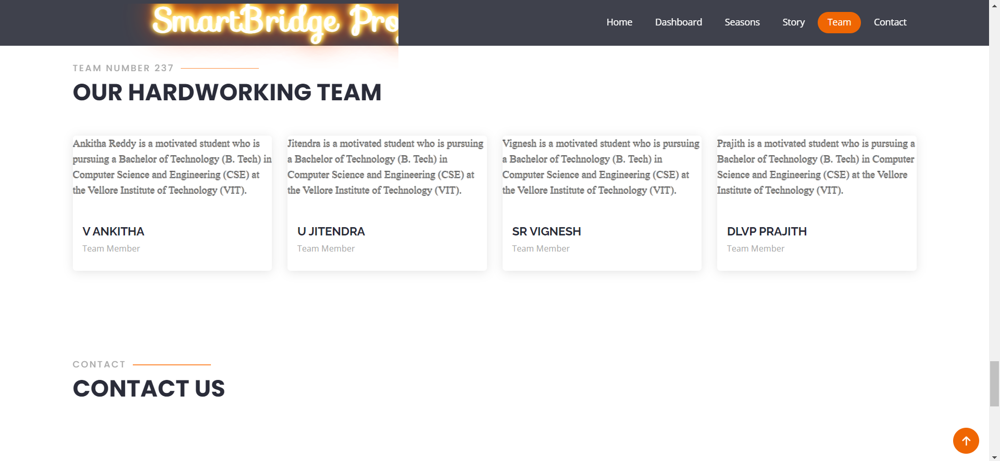 SmartBridge Pro
Home Dashboard Seasons Story Team Contact
TEAM NUMBER 237
OUR HARDWORKING TEAM
Ankitha Reddy is a motivated student who is
pursuing a Bachelor of Technology (B. Tech) in
Computer Science and Engineering (CSE) at
the Vellore Institute of Technology (VIT).
V ANKITHA
Team Member
Jitendra is a motivated student who is pursuing
a Bachelor of Technology (B. Tech) in
Computer Science and Engineering (CSE) at
the Vellore Institute of Technology (VIT).
U JITENDRA
Team Member
Vignesh is a motivated student who is pursuing
a Bachelor of Technology (B. Tech) in
Computer Science and Engineering (CSE) at
the Vellore Institute of Technology (VIT).
SR VIGNESH
Team Member
Prajith is a motivated student who is pursuing a
Bachelor of Technology (B. Tech) in Computer
Science and Engineering (CSE) at the Vellore
Institute of Technology (VIT).
DLVP PRAJITH
Team Member
CONTACT
CONTACT US